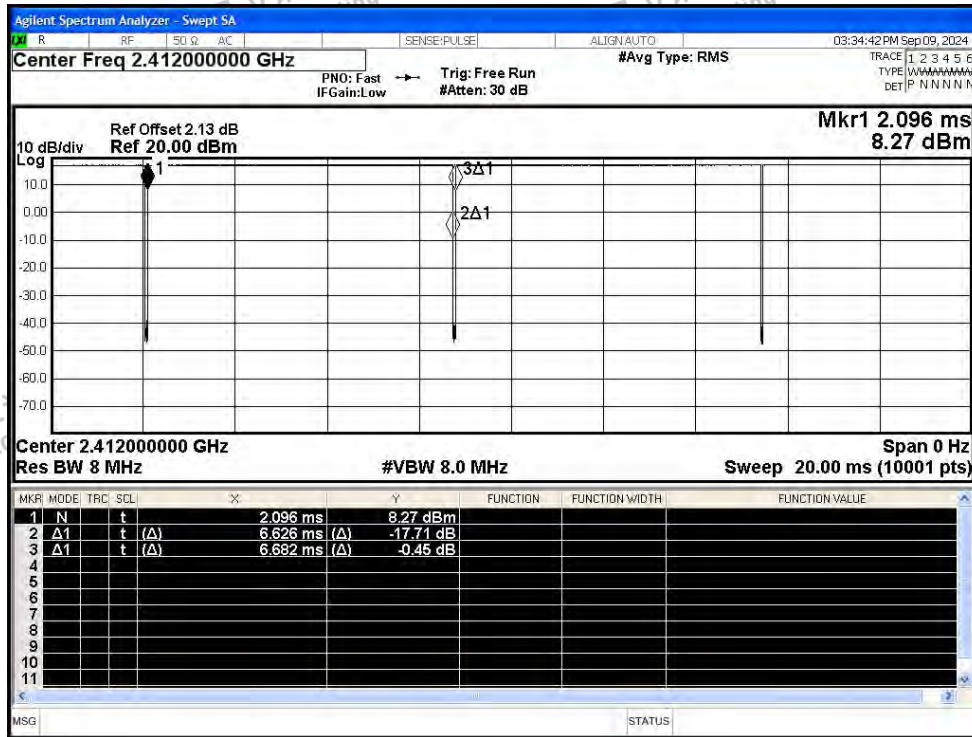 Agilent Spectrum Analyzer - Swept SA
LXI R RF 50 Ω AC SENSE:PULSE ALIGNAUTO 03:34:42 PM Sep 09, 2024
Center Freq 2.412000000 GHz #Avg Type: RMS TRACE 1 2 3 4 5 6
PNO: Fast Trig: Free Run TYPE WWWWWW
IFGain:Low #Atten: 30 dB DET P N N N N N
Mkr1 2.096 ms
Ref Offset 2.13 dB
10 dB/div Ref 20.00 dBm 8.27 dBm
Log
1 3Δ1
10.0
0.00 2Δ1
-10.0
-20.0
-30.0
-40.0
-50.0
-60.0
-70.0
Center 2.412000000 GHz Span 0 Hz
Res BW 8 MHz #VBW 8.0 MHz Sweep 20.00 ms (10001 pts)
MKR MODE TRC SCL X Y FUNCTION FUNCTION WIDTH FUNCTION VALUE
1 N t 2.096 ms 8.27 dBm
2 Δ1 t (Δ) 6.626 ms (Δ) -17.71 dB
3 Δ1 t (Δ) 6.682 ms (Δ) -0.45 dB
4
5
6
7
8
9
10
11
MSG STATUS